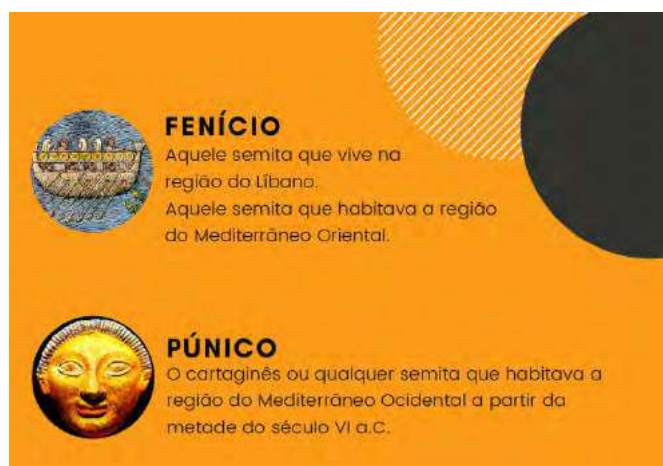 FENÍCIO
Aquele semita que vive na
região do Líbano.
Aquele semita que habitava a região
do Mediterrâneo Oriental.
PÚNICO
O cartaginês ou qualquer semita que habitava a
região do Mediterrâneo Ocidental a partir da
metade do século VI a.C.